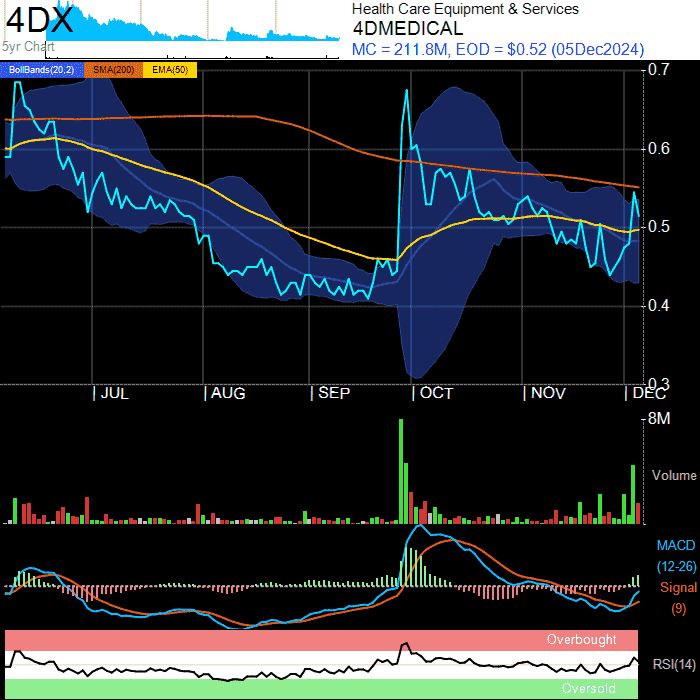 4DX
5yr Chart
Health Care Equipment & Services
4DMEDICAL
MC = 211.8M, EOD = $0.52 (05Dec2024)
BollBands(20,2) SMA(200) EMA(50)
0.7
0.6
0.5
0.4
0.3
JUL AUG SEP OCT NOV DEC
8M
Volume
MACD
(12-26)
Signal
(9)
Overbought
RSI(14)
Oversold